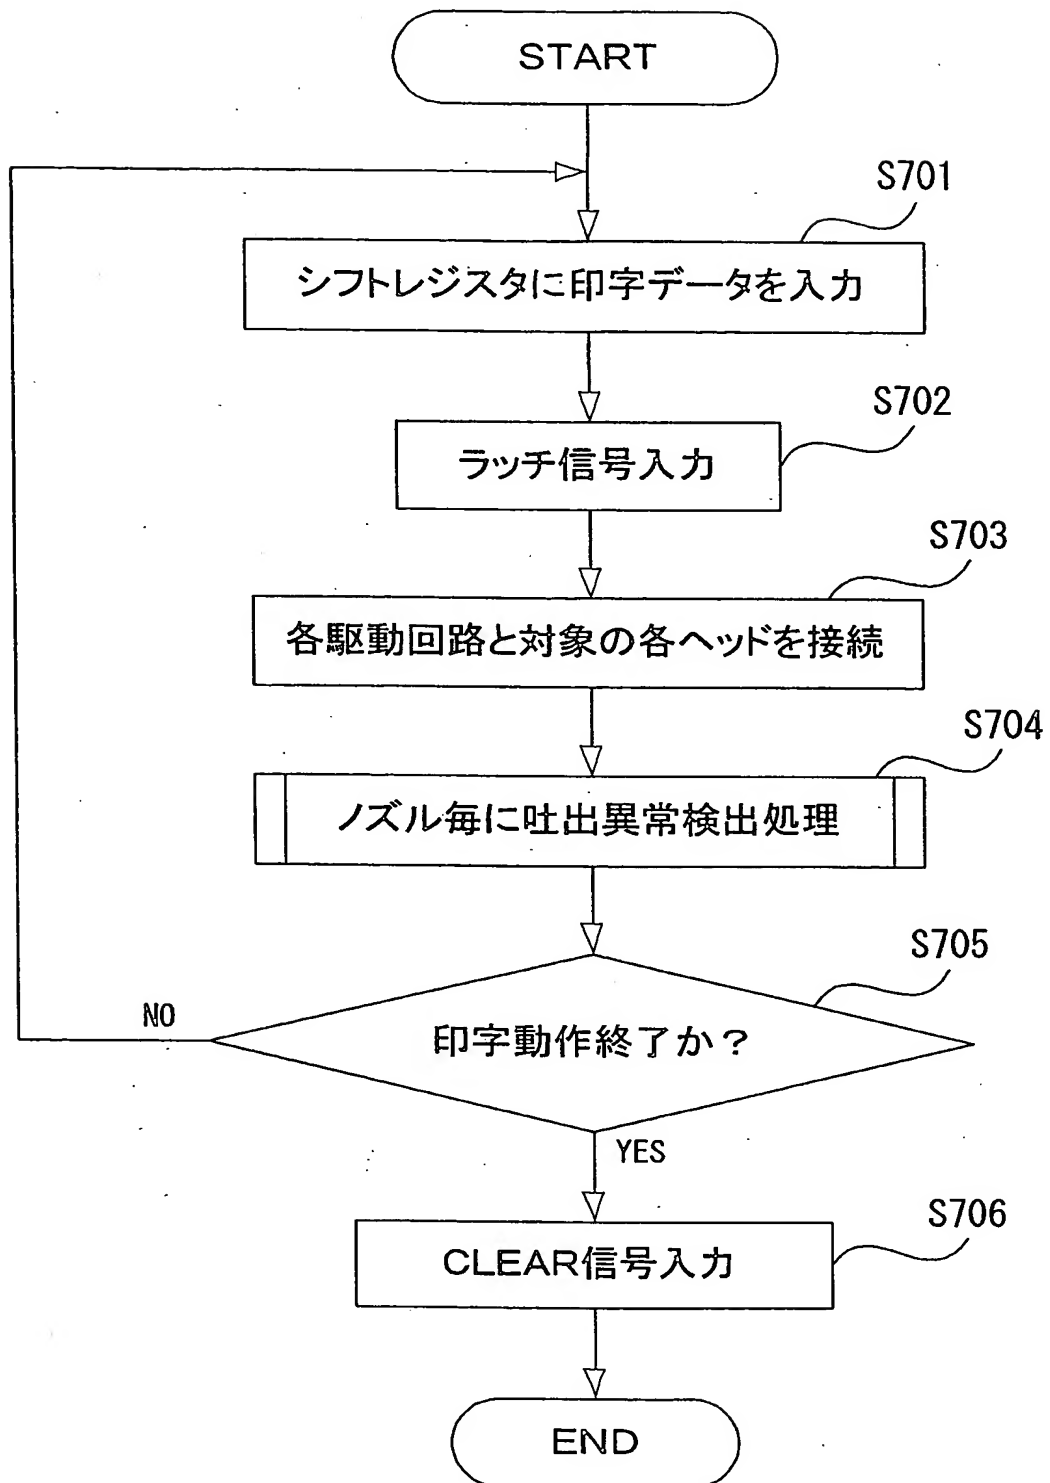 START
S701
シフトレジスタに印字データを入力
S702
ラッチ信号入力
S703
各駆動回路と対象の各ヘッドを接続
S704
ノズル毎に吐出異常検出処理
S705
NO
印字動作終了か?
YES
S706
CLEAR信号入力
END